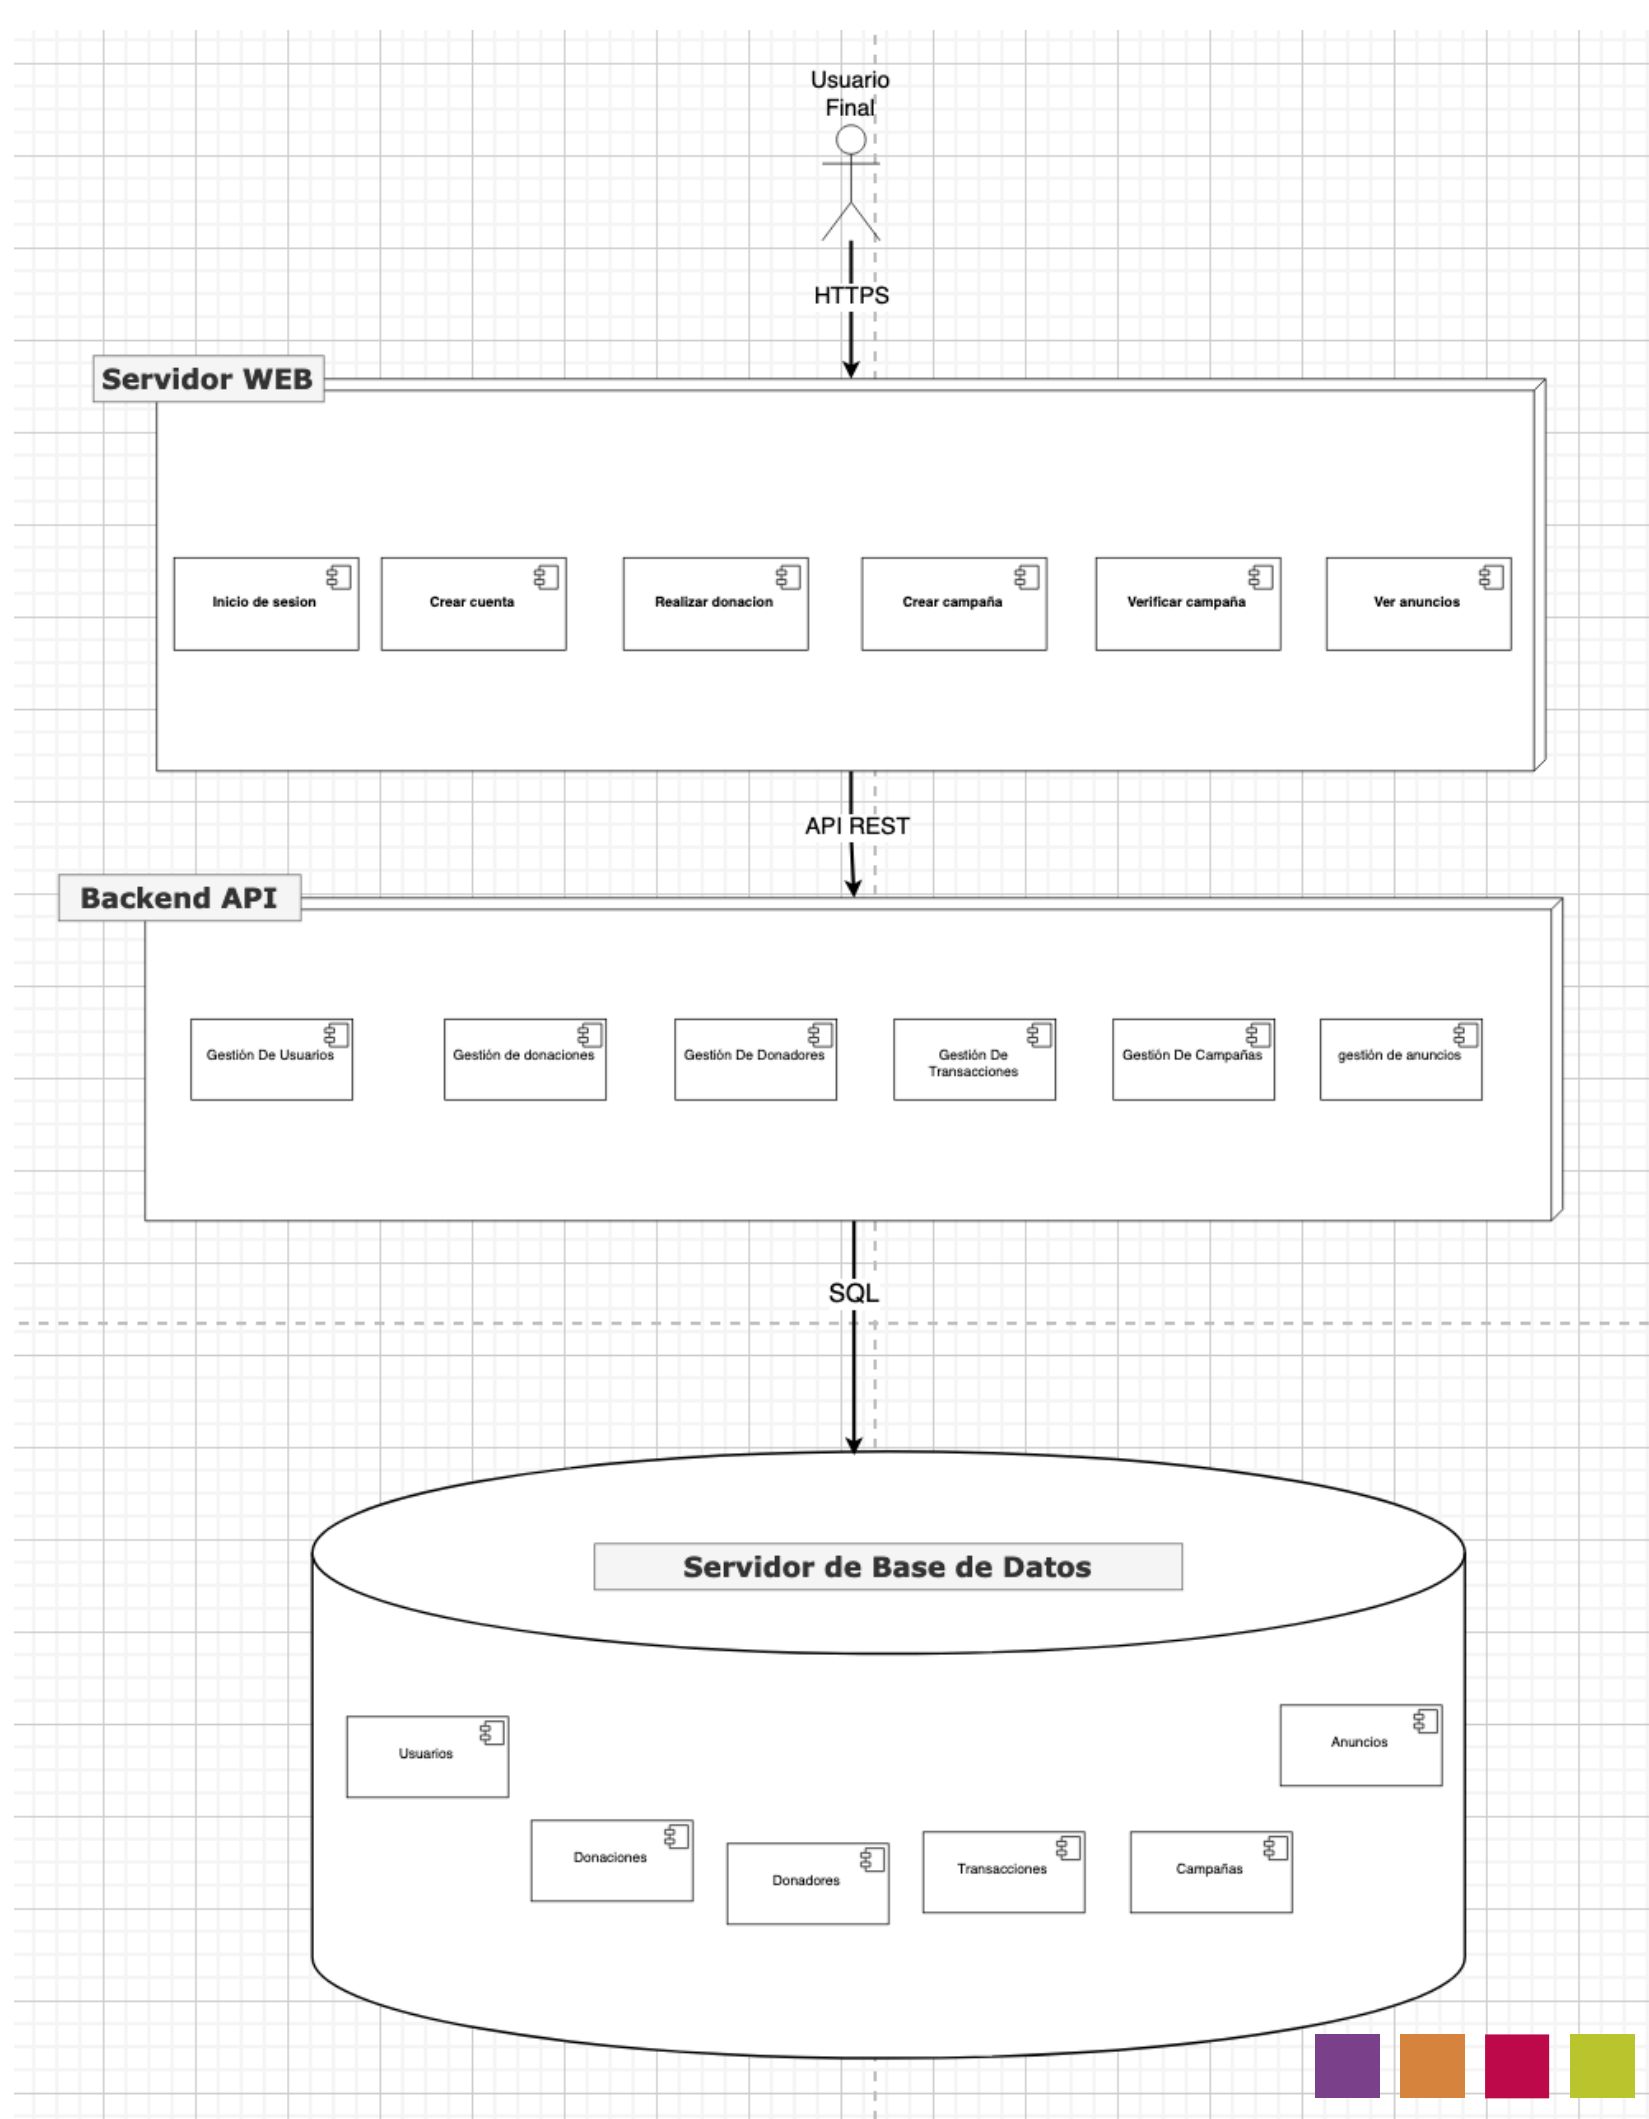 Usuario
Final
HTTPS
Servidor WEB
Inicio de sesion
Crear cuenta
Realizar donacion
Crear campaña
Verificar campaña
Ver anuncios
API REST
Backend API
Gestión De Usuarios
Gestión de donaciones
Gestión De Donadores
Gestión De
Transacciones
Gestión De Campañas
gestión de anuncios
SQL
Servidor de Base de Datos
Usuarios
Donaciones
Donadores
Transacciones
Campañas
Anuncios